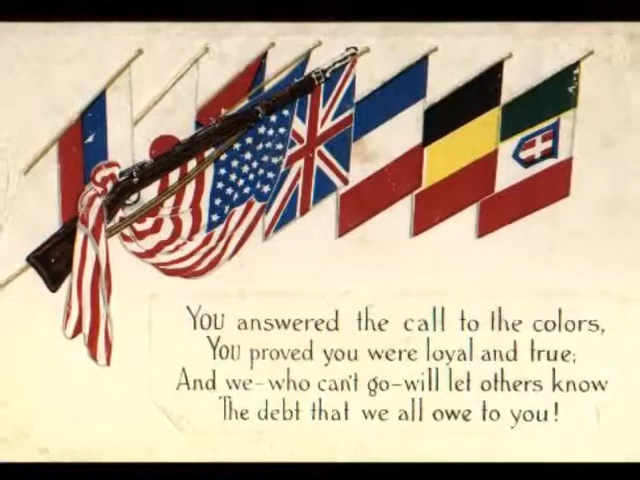 You answered the call to the colors,
You proved you were loyal and true;
And we-who can't go-will let others know
The debt that we all owe to you!